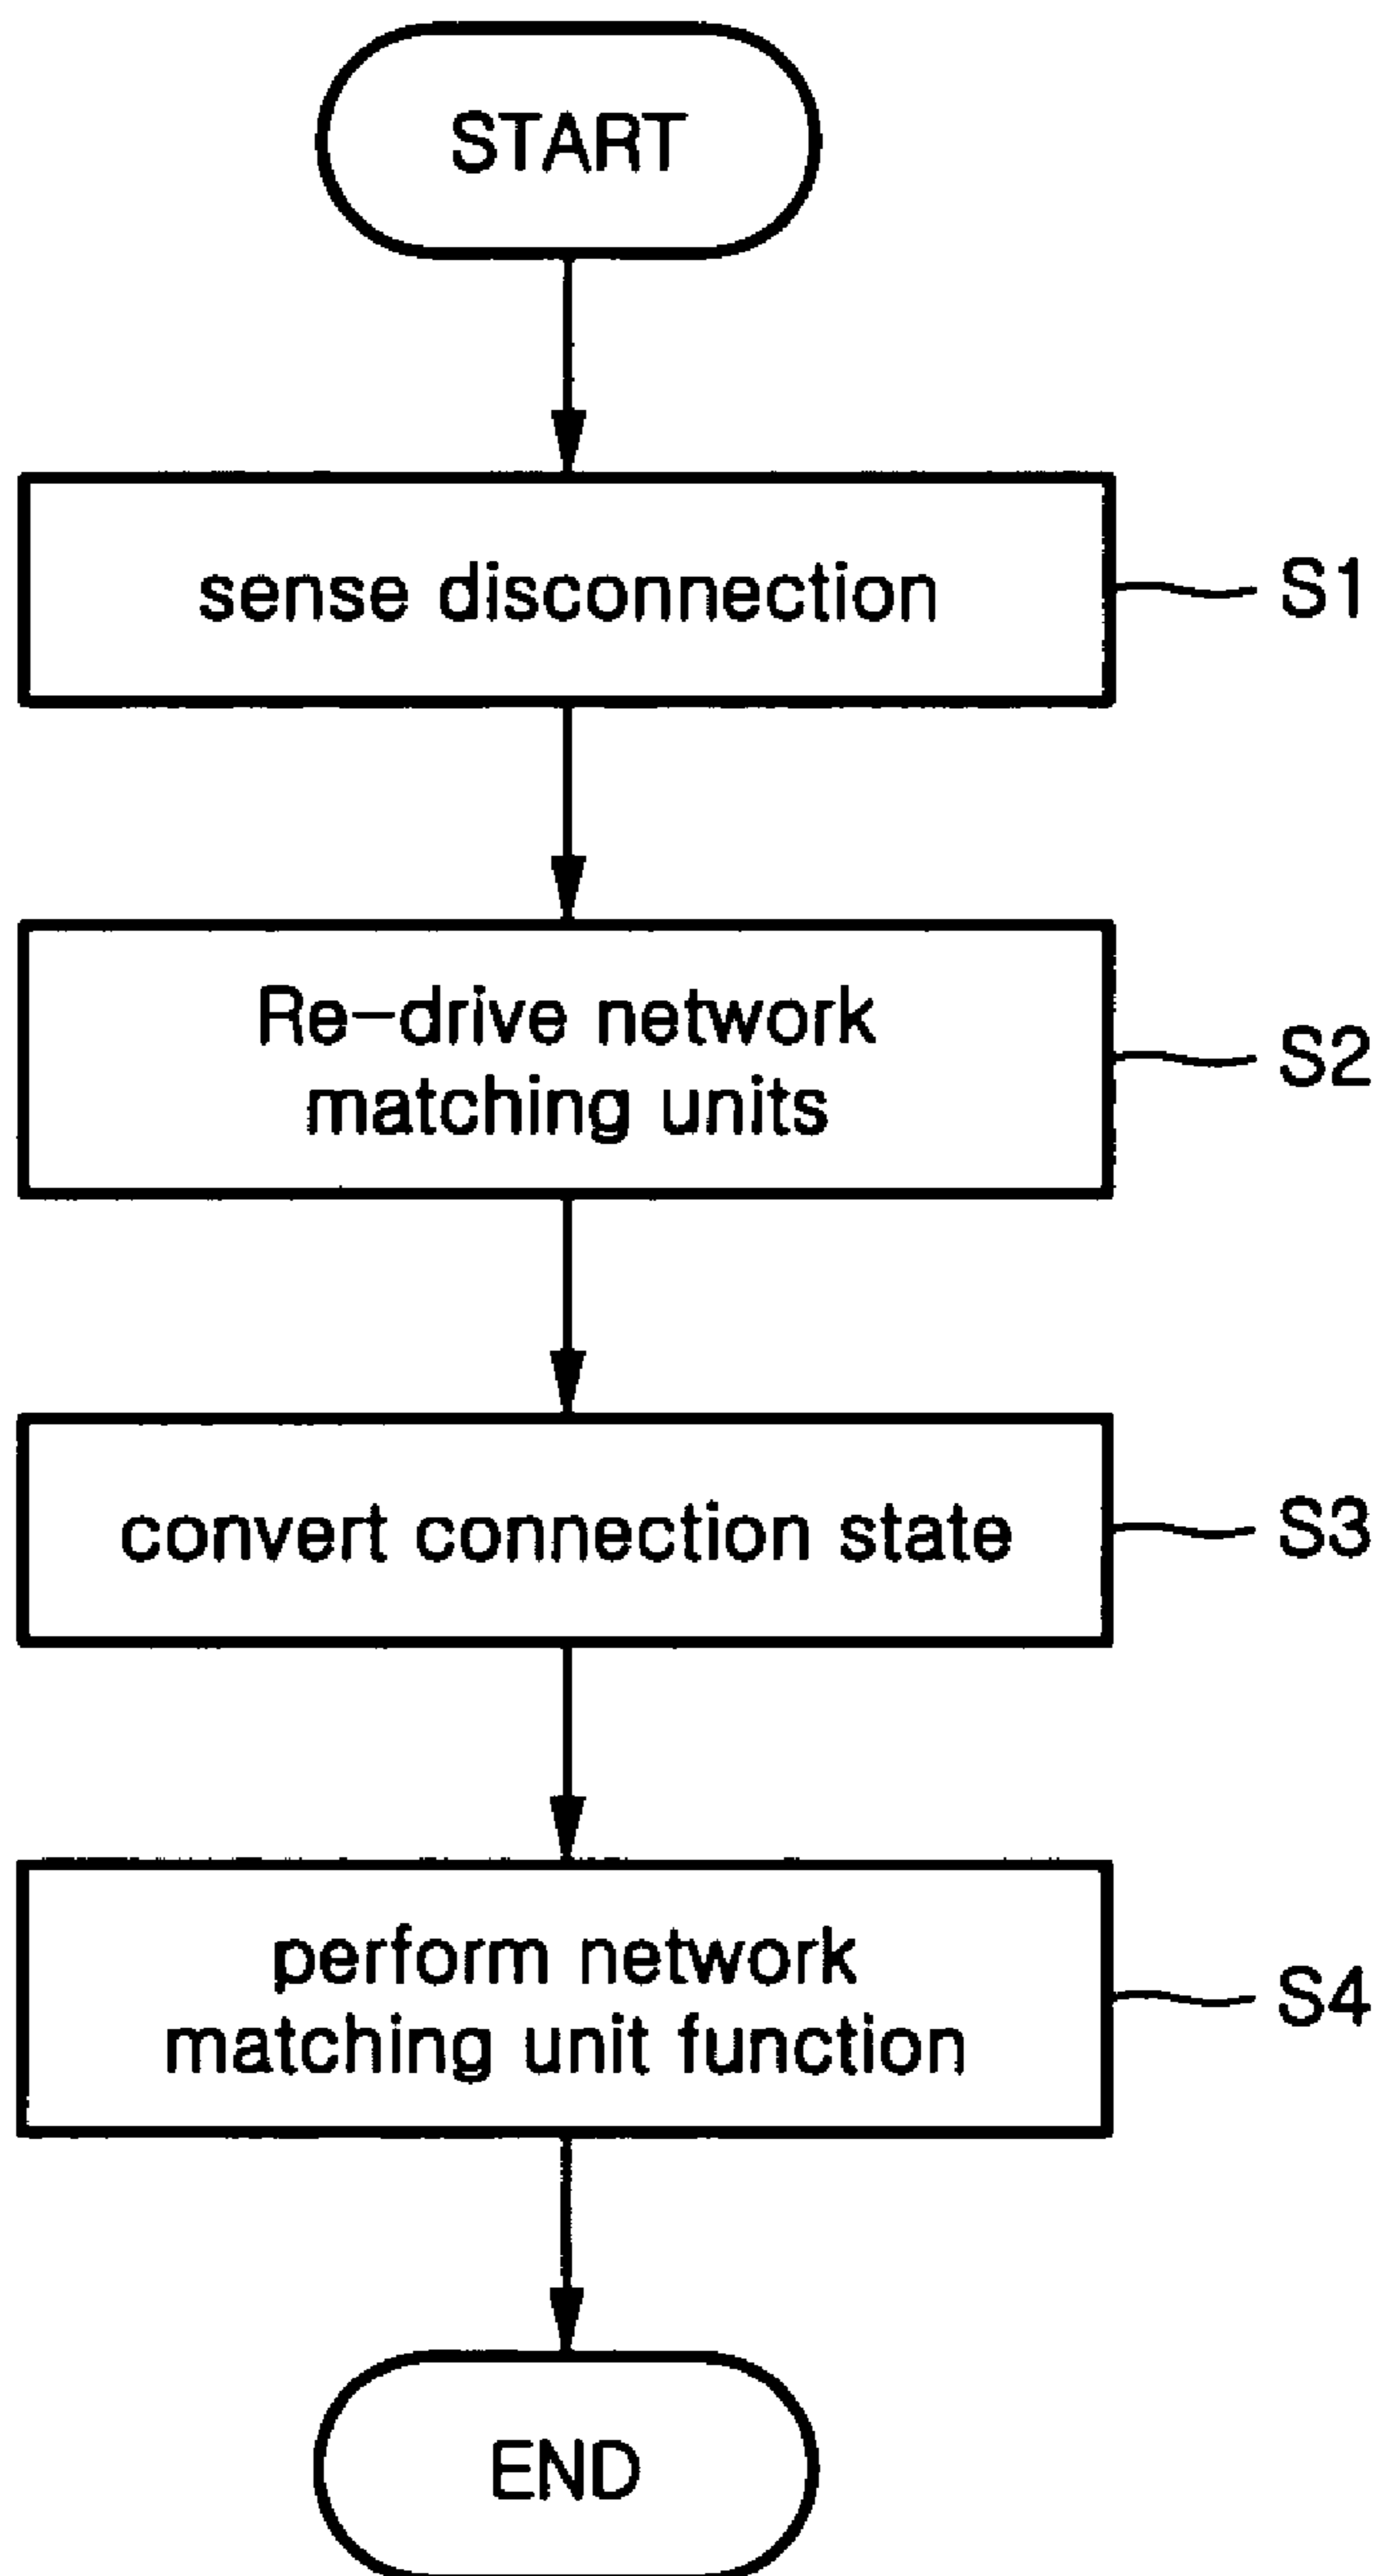 START
sense disconnection
S1
Re-drive network
matching units
S2
convert connection state
S3
perform network
matching unit function
S4
END